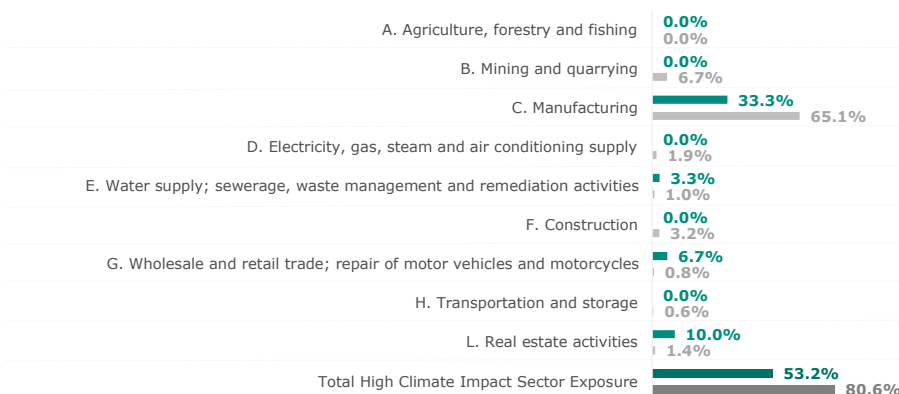 A. Agriculture, forestry and fishing
0.0%
0.0%
B. Mining and quarrying
0.0%
6.7%
C. Manufacturing
33.3%
65.1%
D. Electricity, gas, steam and air conditioning supply
0.0%
1.9%
E. Water supply; sewerage, waste management and remediation activities
3.3%
1.0%
F. Construction
0.0%
3.2%
G. Wholesale and retail trade; repair of motor vehicles and motorcycles
6.7%
0.8%
H. Transportation and storage
0.0%
0.6%
L. Real estate activities
10.0%
1.4%
Total High Climate Impact Sector Exposure
53.2%
80.6%